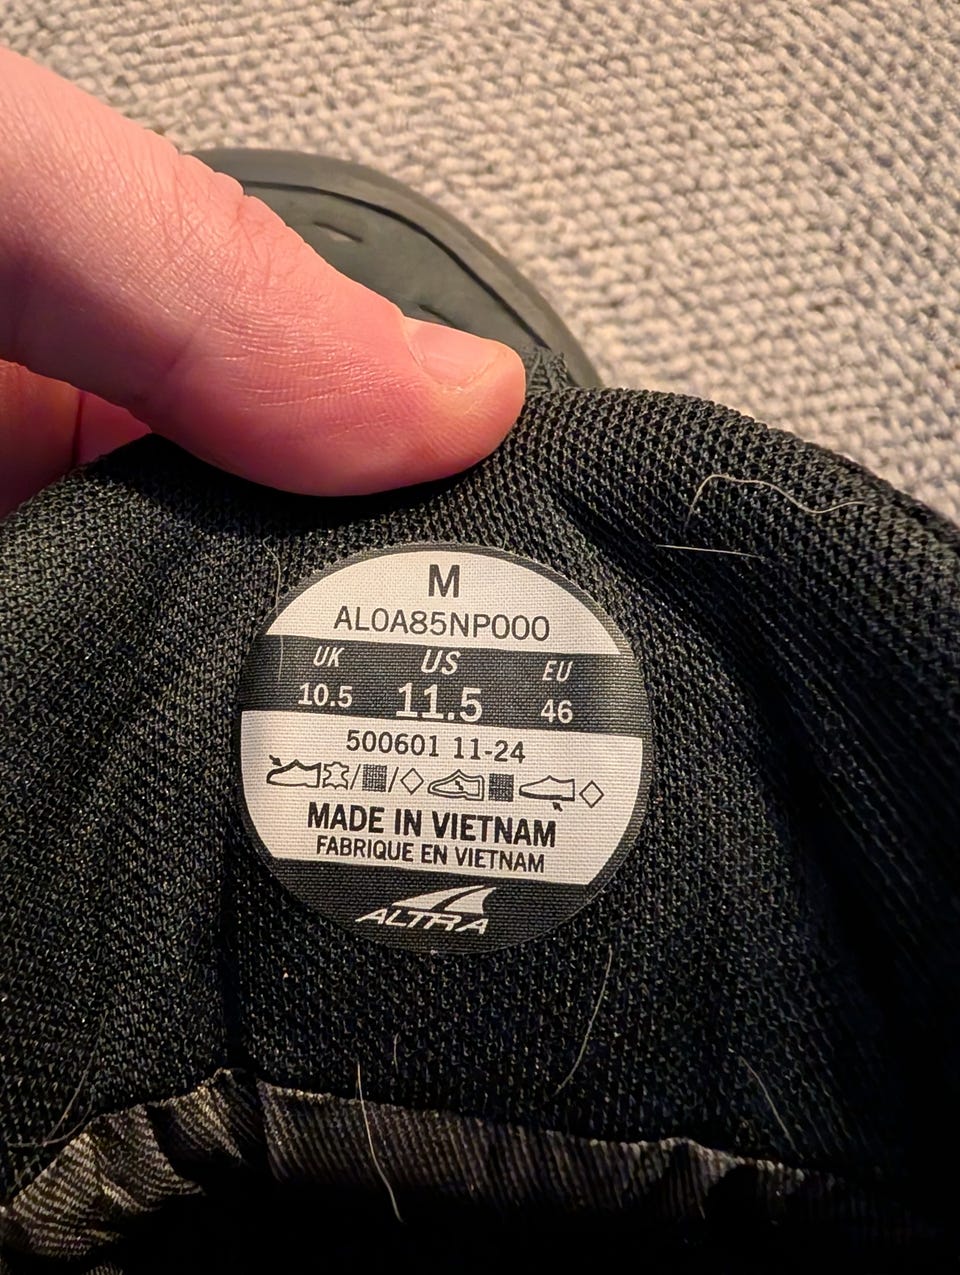 M
AL0A85NP000
UK US EU
10.5 11.5 46
500601 11-24
MADE IN VIETNAM
FABRIQUE EN VIETNAM
ALTRA